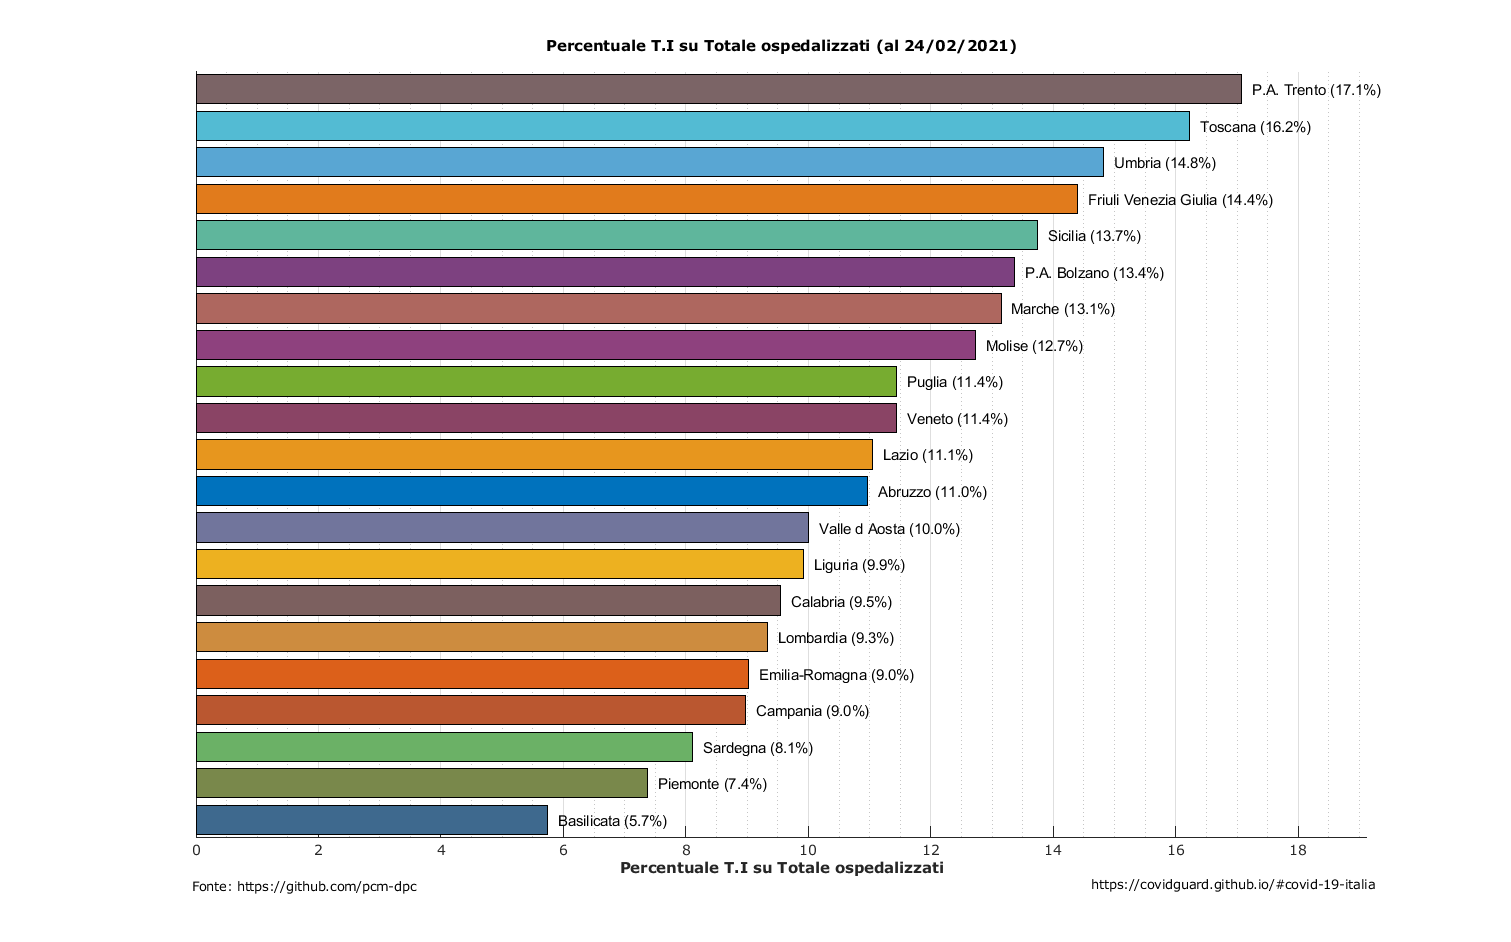 Percentuale T.I su Totale ospedalizzati (al 24/02/2021)
P.A. Trento (17.1%)
Toscana (16.2%)
Umbria (14.8%)
Friuli Venezia Giulia (14.4%)
Sicilia (13.7%)
P.A. Bolzano (13.4%)
Marche (13.1%)
Molise (12.7%)
Puglia (11.4%)
Veneto (11.4%)
Lazio (11.1%)
Abruzzo (11.0%)
Valle d Aosta (10.0%)
Liguria (9.9%)
Calabria (9.5%)
Lombardia (9.3%)
Emilia-Romagna (9.0%)
Campania (9.0%)
Sardegna (8.1%)
Piemonte (7.4%)
Basilicata (5.7%)
0 2 4 6 8 10 12 14 16 18
Percentuale T.I su Totale ospedalizzati
Fonte: https://github.com/pcm-dpc
https://covidguard.github.io/#covid-19-italia